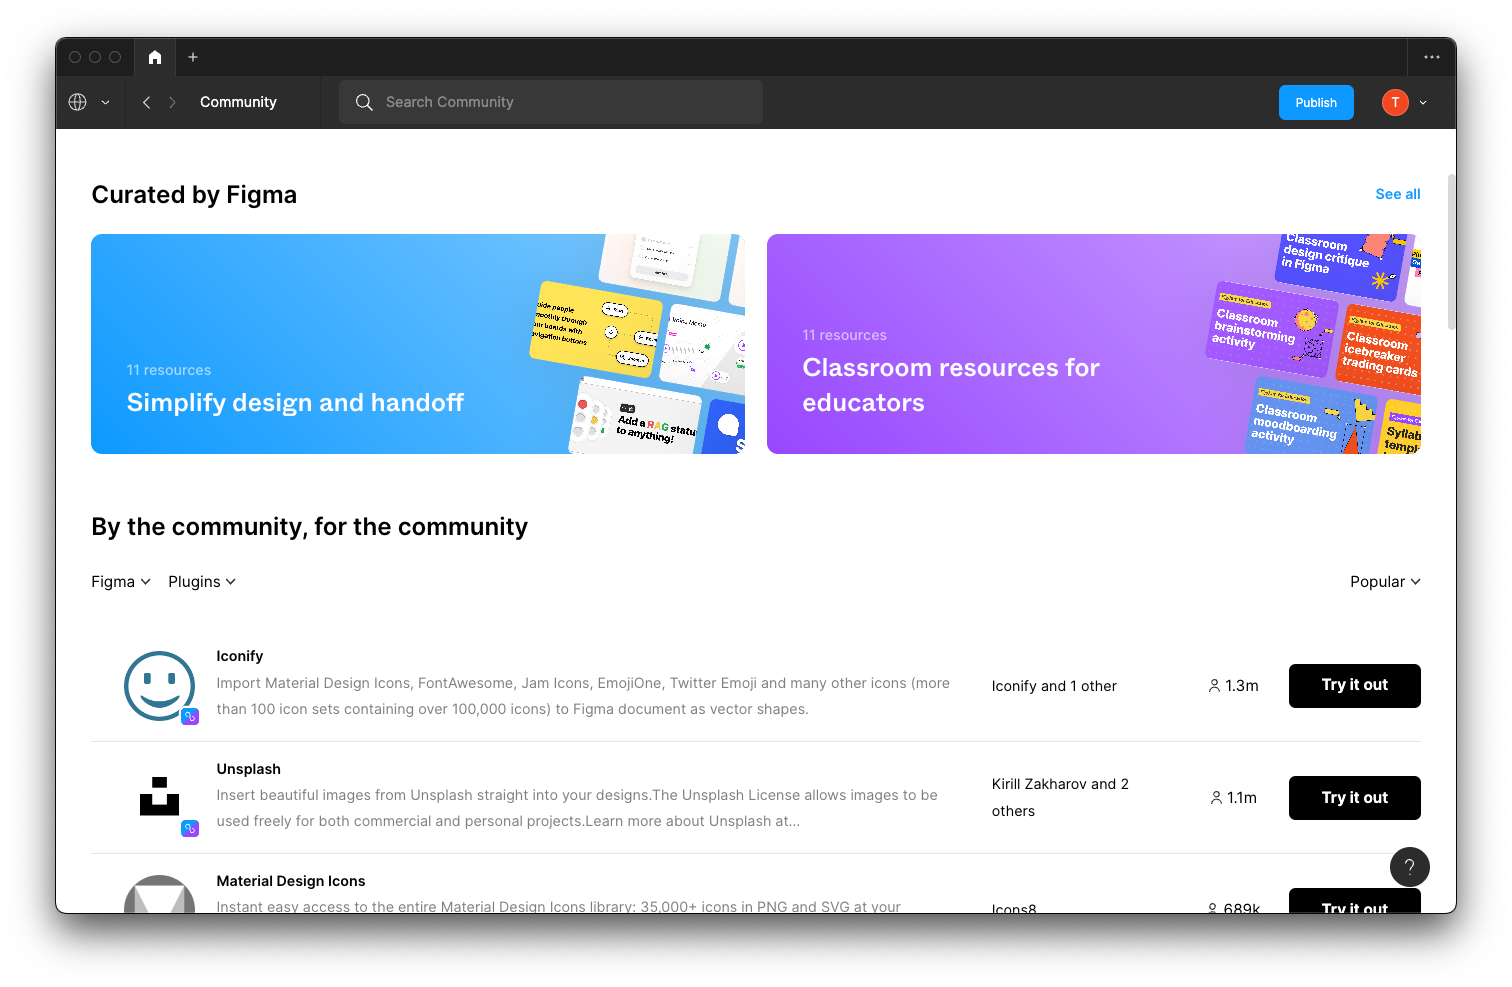 Community
Search Community
Publish
T
Curated by Figma
See all
11 resources
Simplify design and handoff
Add a RAG status
to anything!
11 resources
Classroom resources for
educators
Classroom
design critique
in Figma
Classroom
brainstorming
activity
Classroom
icebreaker
trading cards
Classroom
moodboarding
activity
By the community, for the community
Figma Plugins Popular
Iconify
Import Material Design Icons, FontAwesome, Jam Icons, EmojiOne, Twitter Emoji and many other icons (more
than 100 icon sets containing over 100,000 icons) to Figma document as vector shapes.
Iconify and 1 other
1.3m
Try it out
Unsplash
Insert beautiful images from Unsplash straight into your designs.The Unsplash License allows images to be
used freely for both commercial and personal projects.Learn more about Unsplash at...
Kirill Zakharov and 2
others
1.1m
Try it out
?
Material Design Icons
Instant easy access to the entire Material Design Icons library: 35,000+ icons in PNG and SVG at your
Icons8
689k
Try it out